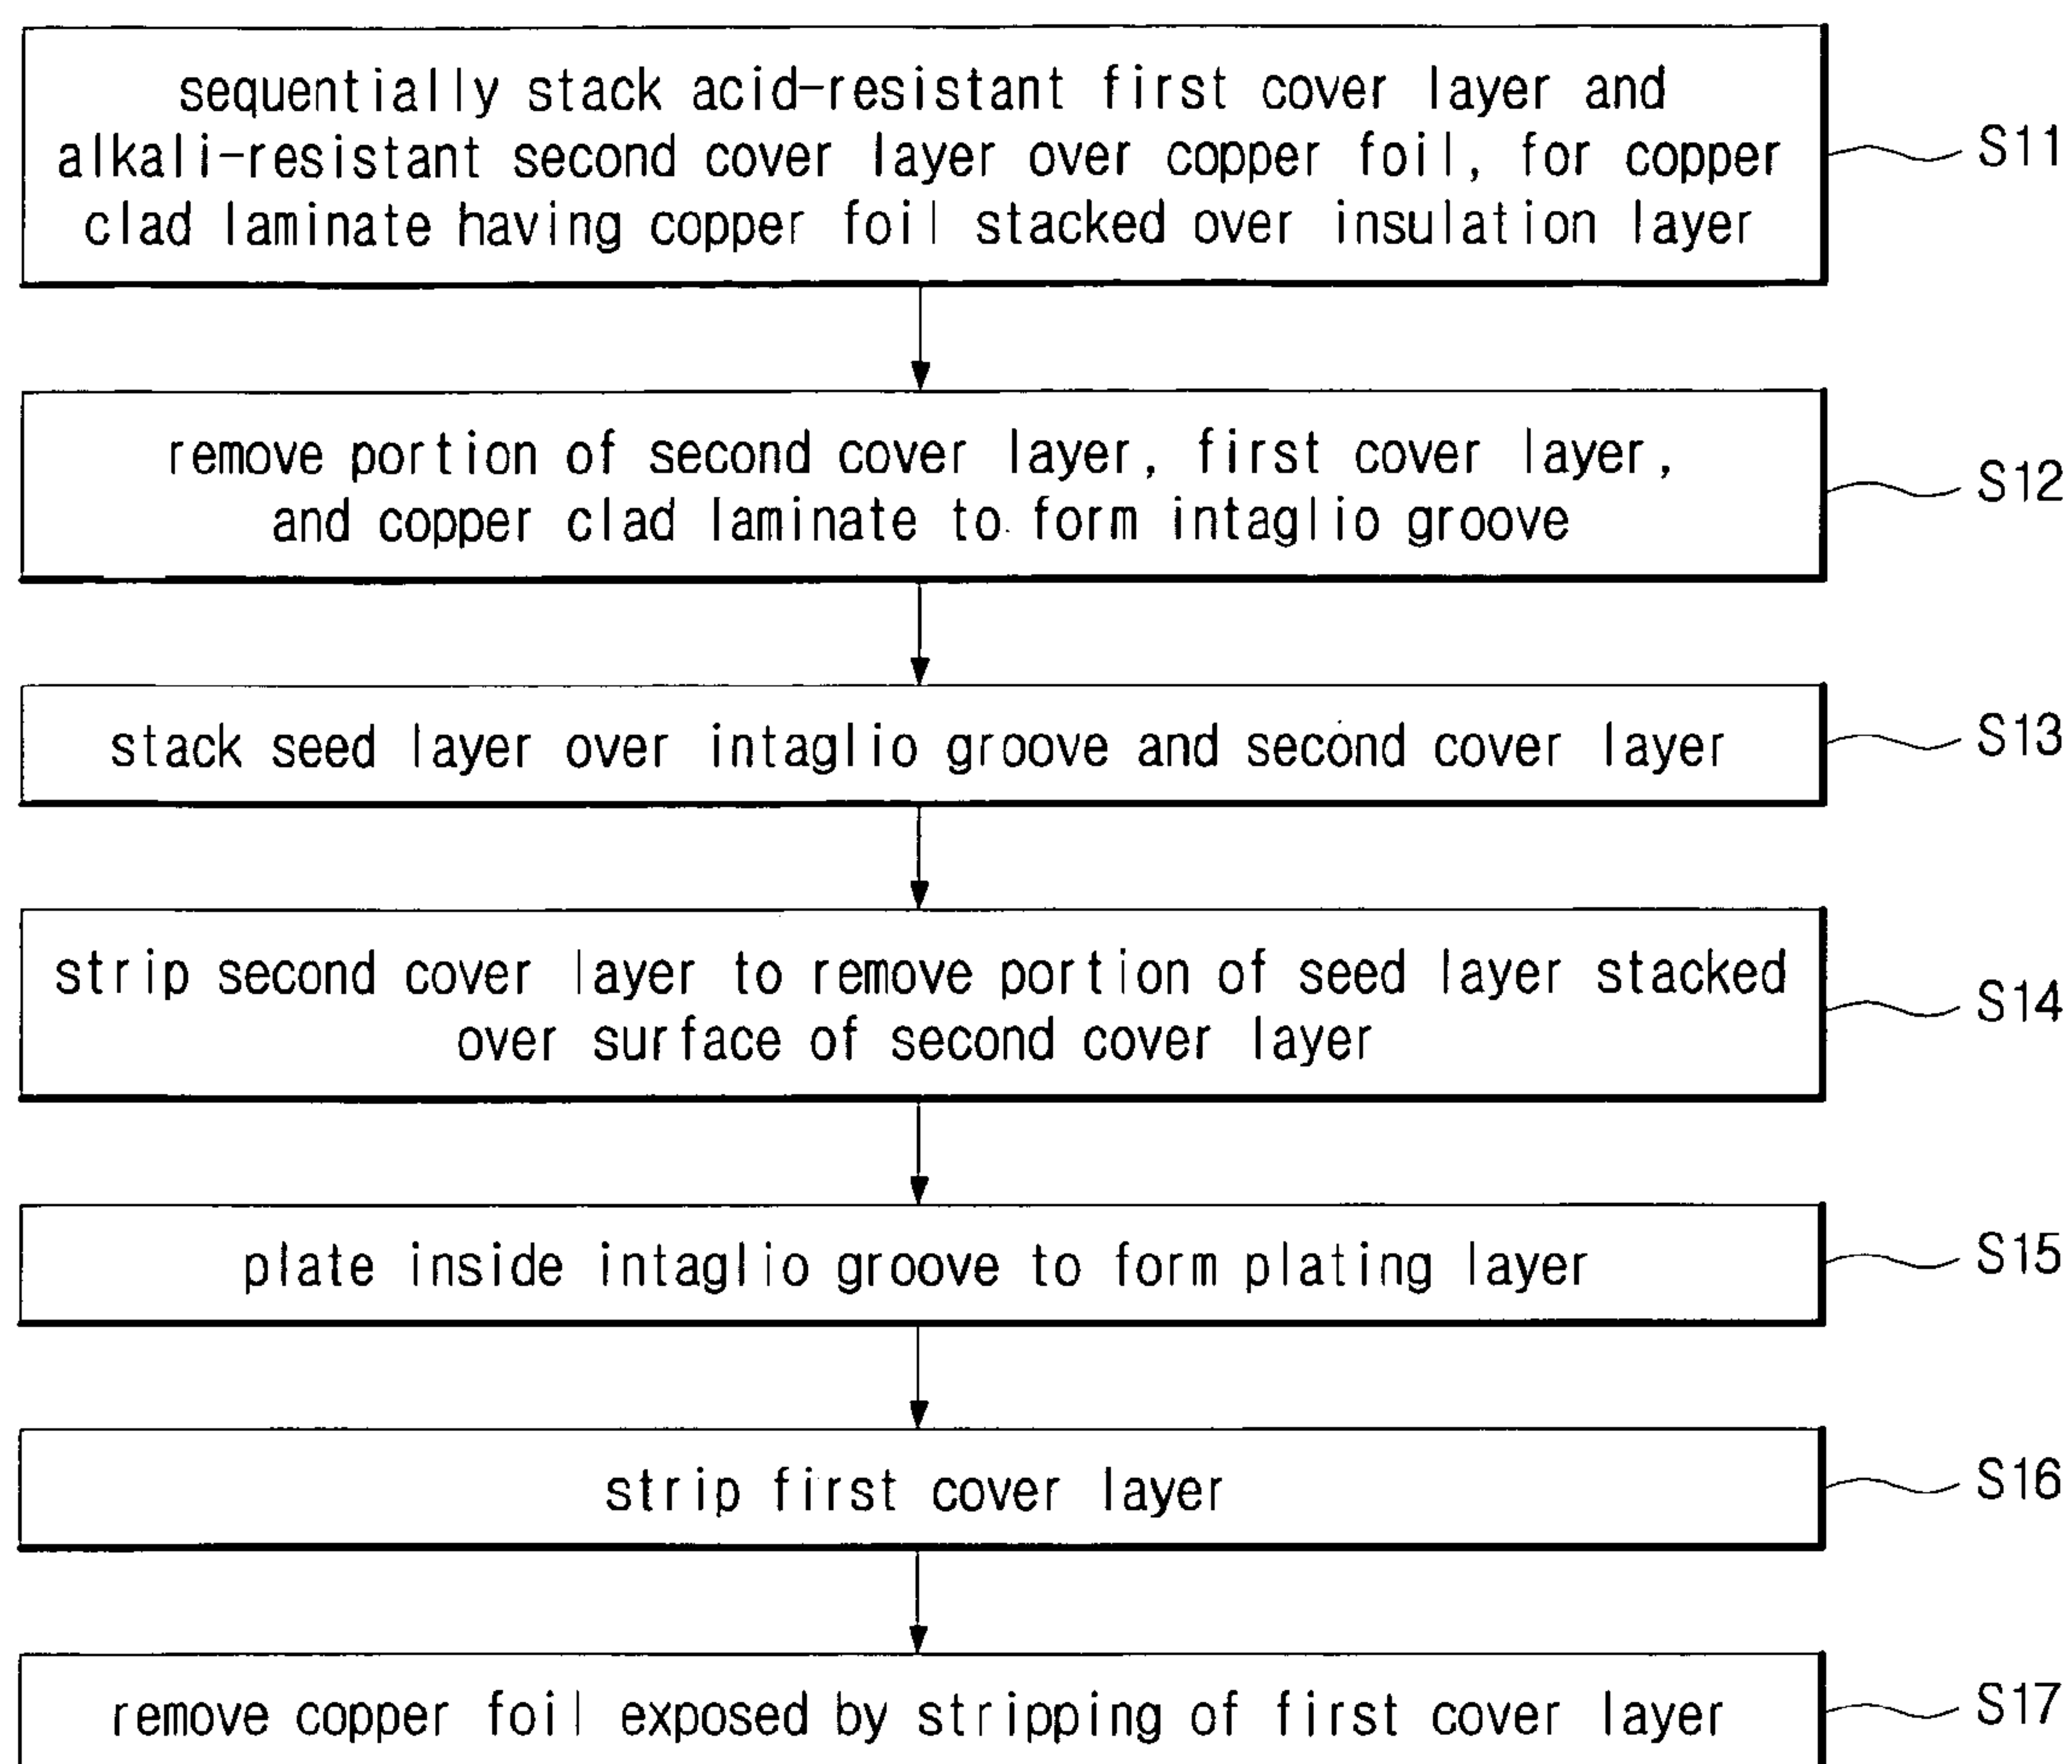 sequentially stack acid-resistant first cover layer and
alkali-resistant second cover layer over copper foil, for copper
clad laminate having copper foil stacked over insulation layer
S11
remove portion of second cover layer, first cover layer,
and copper clad laminate to form intaglio groove
S12
stack seed layer over intaglio groove and second cover layer
S13
strip second cover layer to remove portion of seed layer stacked
over surface of second cover layer
S14
plate inside intaglio groove to form plating layer
S15
strip first cover layer
S16
remove copper foil exposed by stripping of first cover layer
S17